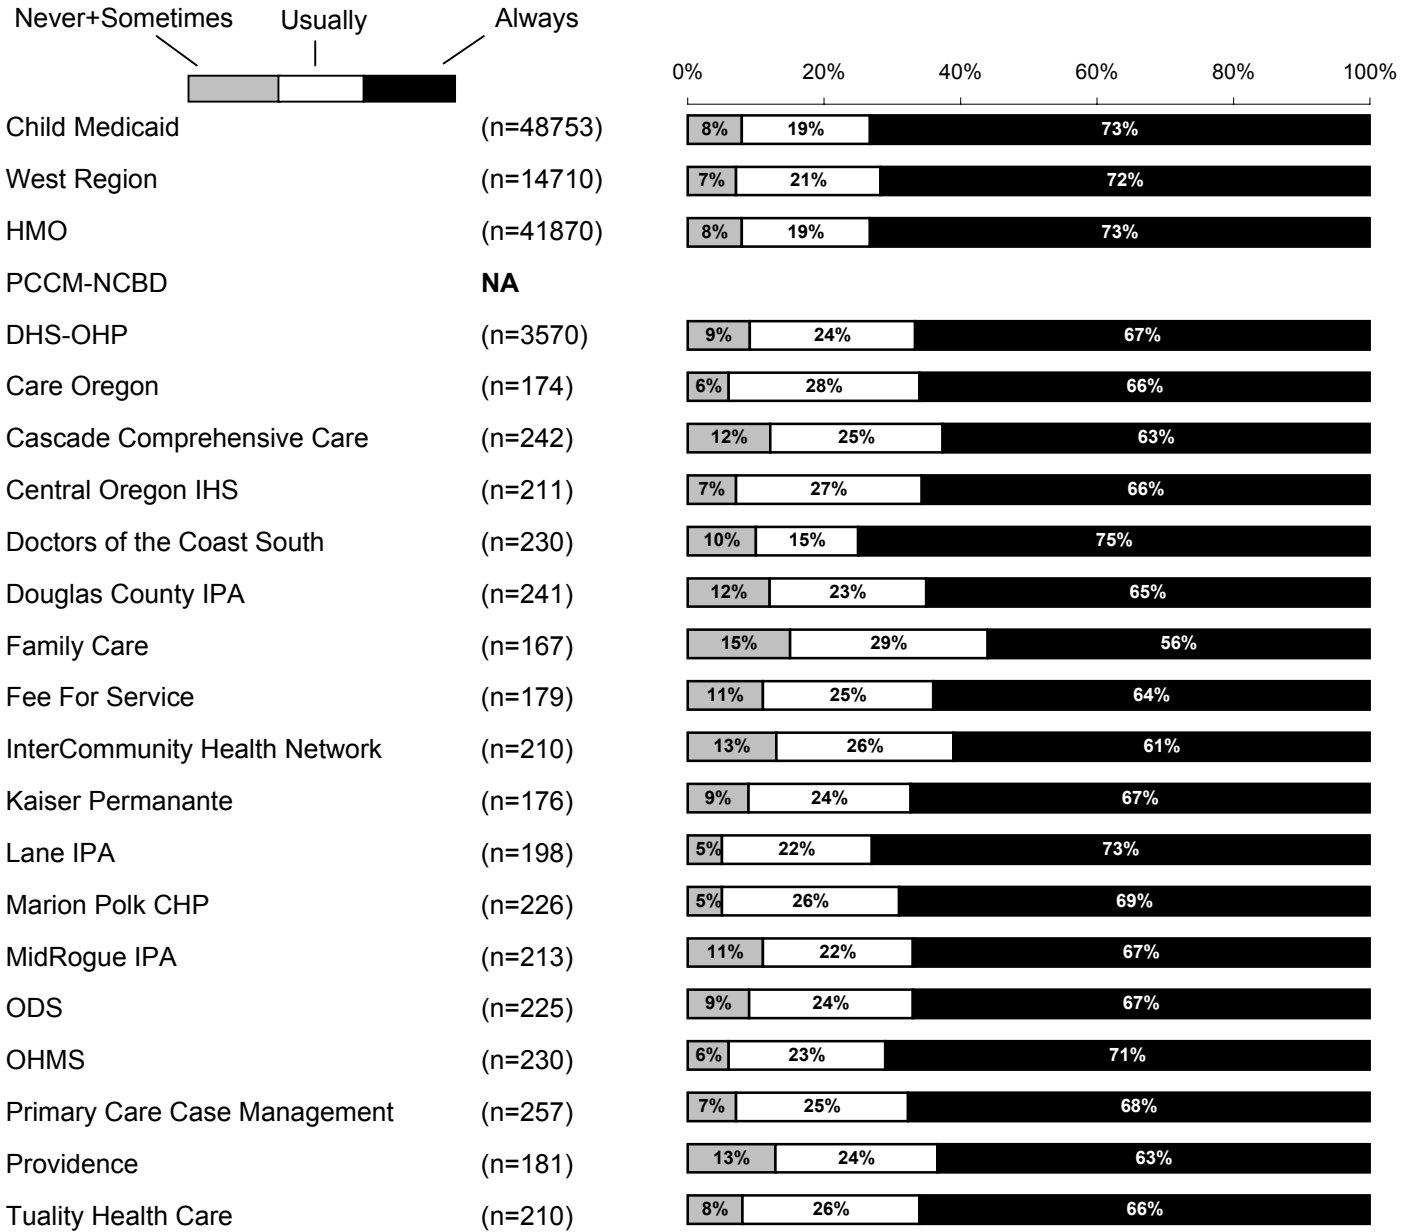 Never+Sometimes Usually Always
0% 20% 40% 60% 80% 100%
Child Medicaid (n=48753) 8% 19% 73%
West Region (n=14710) 7% 21% 72%
HMO (n=41870) 8% 19% 73%
PCCM-NCBD NA
DHS-OHP (n=3570) 9% 24% 67%
Care Oregon (n=174) 6% 28% 66%
Cascade Comprehensive Care (n=242) 12% 25% 63%
Central Oregon IHS (n=211) 7% 27% 66%
Doctors of the Coast South (n=230) 10% 15% 75%
Douglas County IPA (n=241) 12% 23% 65%
Family Care (n=167) 15% 29% 56%
Fee For Service (n=179) 11% 25% 64%
InterCommunity Health Network (n=210) 13% 26% 61%
Kaiser Permanante (n=176) 9% 24% 67%
Lane IPA (n=198) 5% 22% 73%
Marion Polk CHP (n=226) 5% 26% 69%
MidRogue IPA (n=213) 11% 22% 67%
ODS (n=225) 9% 24% 67%
OHMS (n=230) 6% 23% 71%
Primary Care Case Management (n=257) 7% 25% 68%
Providence (n=181) 13% 24% 63%
Tuality Health Care (n=210) 8% 26% 66%